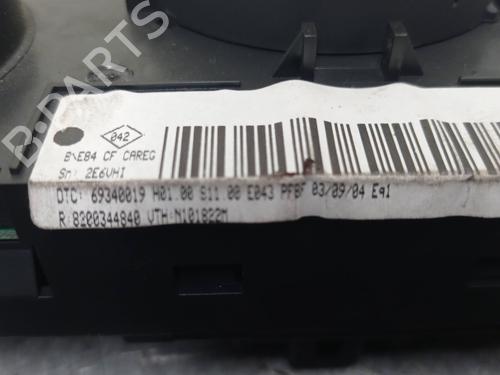 B-PARTS
042
B\E84 CF CAREG
Sn: 2E6VHI
DTC: 69340019 H01.00 S11.00 E043 PFBF 03/09/04 Eq1
R:8200344840 VTH:N101822M